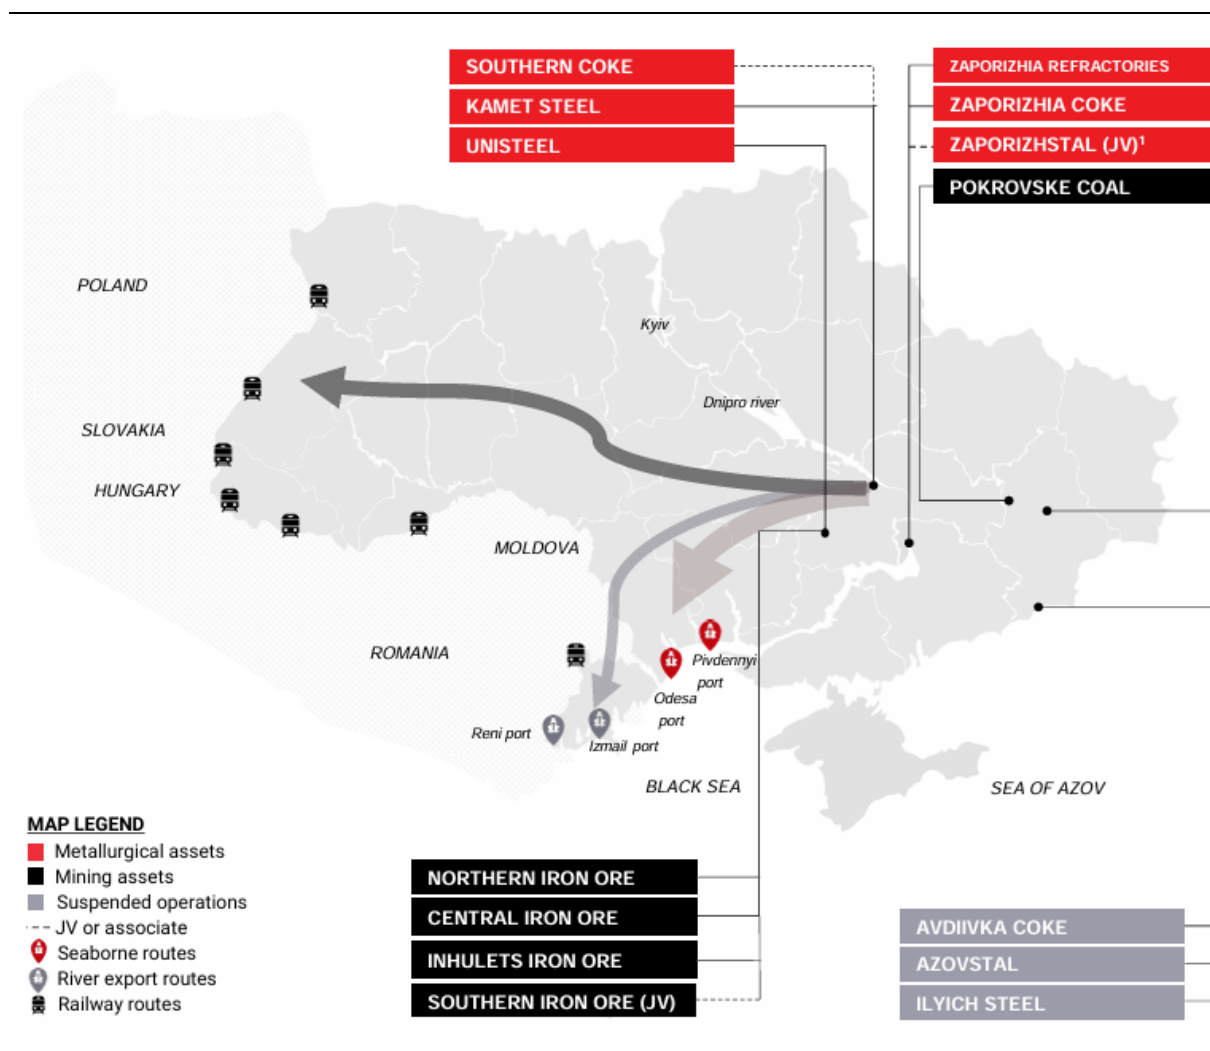 SOUTHERN COKE
KAMET STEEL
UNISTEEL
ZAPORIZHIA REFRACTORIES
ZAPORIZHIA COKE
ZAPORIZHSTAL (JV)¹
POKROVSKE COAL
POLAND
Kyiv
Dnipro river
SLOVAKIA
HUNGARY
MOLDOVA
ROMANIA
Pivdennyi
port
Odesa
port
Reni port
Izmail port
BLACK SEA
SEA OF AZOV
MAP LEGEND
Metallurgical assets
Mining assets
Suspended operations
JV or associate
Seaborne routes
River export routes
Railway routes
NORTHERN IRON ORE
CENTRAL IRON ORE
INHULETS IRON ORE
SOUTHERN IRON ORE (JV)
AVDIIVKA COKE
AZOVSTAL
ILYICH STEEL